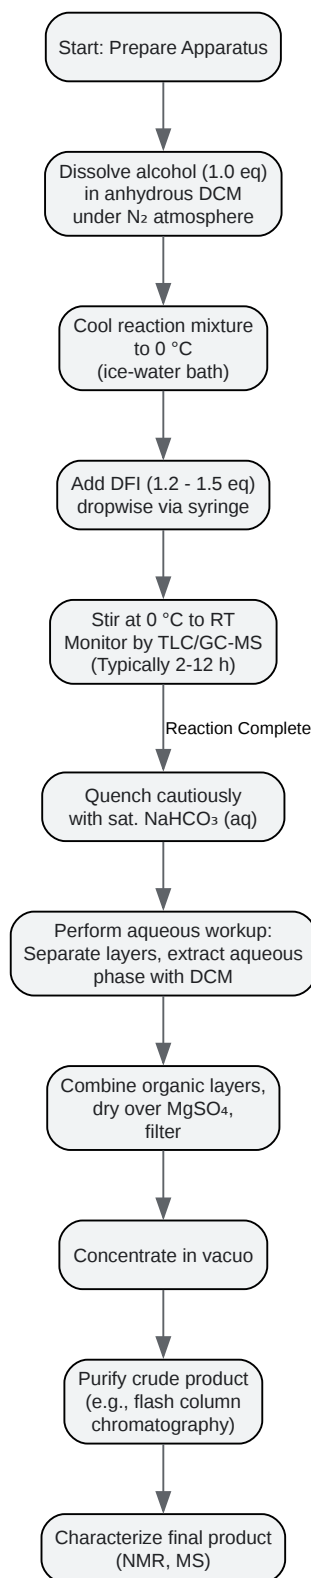 Start: Prepare Apparatus
Dissolve alcohol (1.0 eq)
in anhydrous DCM
under N₂ atmosphere
Cool reaction mixture
to 0 °C
(ice-water bath)
Add DFI (1.2 - 1.5 eq)
dropwise via syringe
Stir at 0 °C to RT
Monitor by TLC/GC-MS
(Typically 2-12 h)
Reaction Complete
Quench cautiously
with sat. NaHCO₃ (aq)
Perform aqueous workup:
Separate layers, extract aqueous
phase with DCM
Combine organic layers,
dry over MgSO₄,
filter
Concentrate in vacuo
Purify crude product
(e.g., flash column
chromatography)
Characterize final product
(NMR, MS)